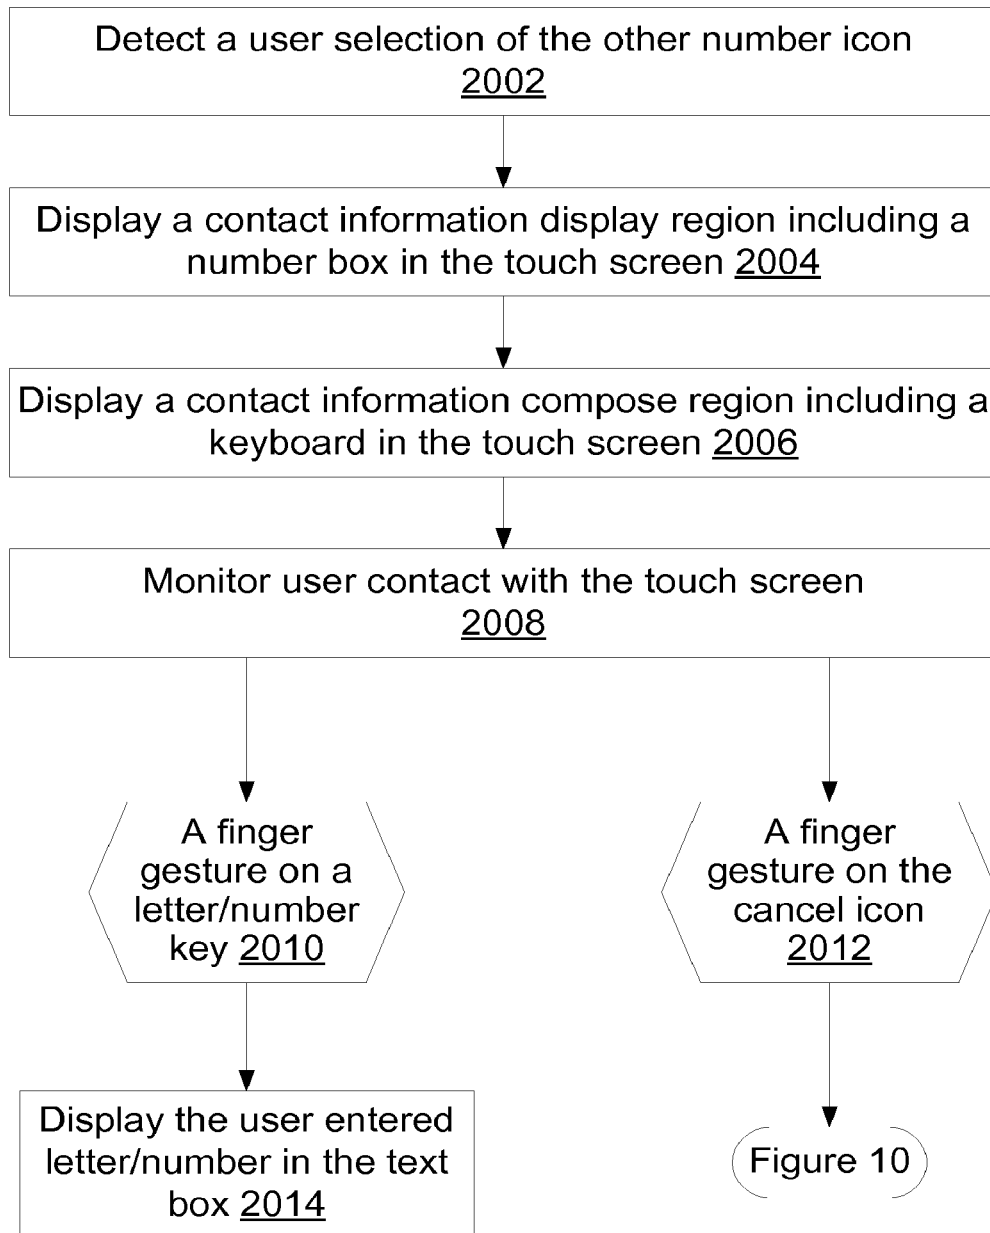 Detect a user selection of the other number icon
2002
Display a contact information display region including a
number box in the touch screen 2004
Display a contact information compose region including a
keyboard in the touch screen 2006
Monitor user contact with the touch screen
2008
A finger
gesture on a
letter/number
key 2010
A finger
gesture on the
cancel icon
2012
Display the user entered
letter/number in the text
box 2014
Figure 10